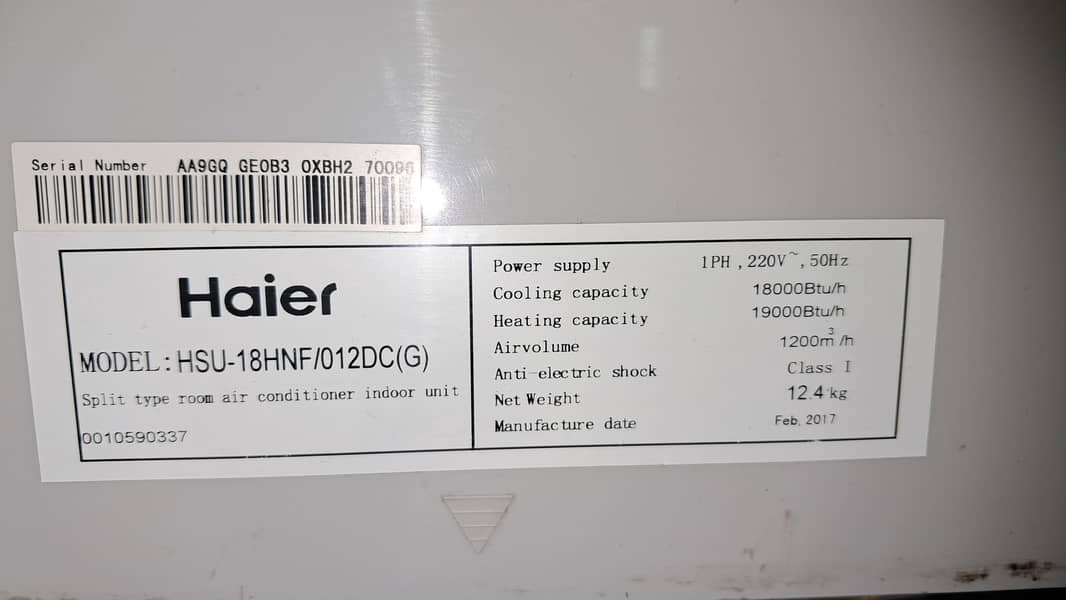 Serial Number AA9GQ GE0B3 0XBH2 70096
Haier
MODEL: HSU-18HNF/012DC(G)
Split type room air conditioner indoor unit
0010590337
Power supply 1PH ,220V~,50Hz
Cooling capacity 18000Btu/h
Heating capacity 19000Btu/h
Airvolume 1200m³/h
Anti-electric shock Class I
Net Weight 12.4 kg
Manufacture date Feb, 2017